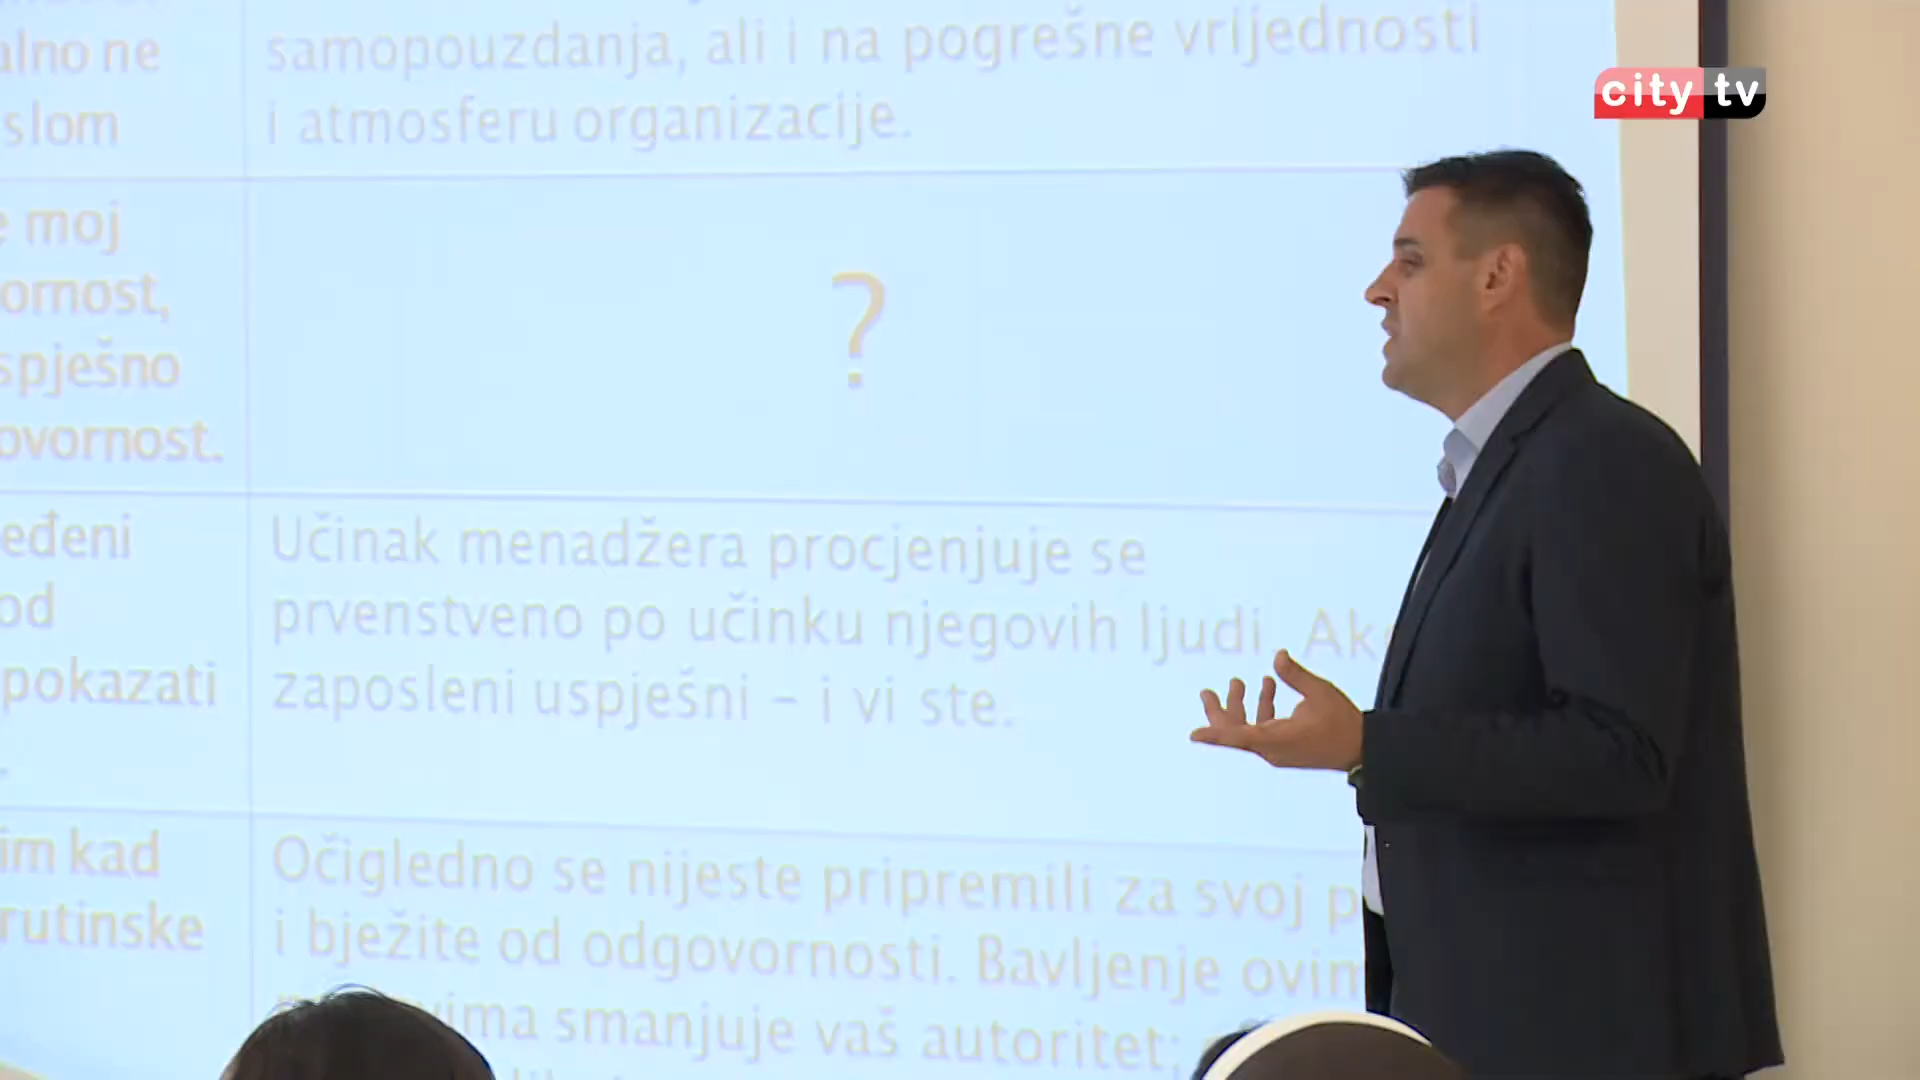 alno ne
slom
samopouzdanja, ali i na pogrešne vrijednosti
i atmosferu organizacije.
city tv
e moj
ornost,
spješno
ovornost.
?
eđeni
od
pokazati
Učinak menadžera procjenjuje se
prvenstveno po učinku njegovih ljudi. Ak
zaposleni uspješni – i vi ste.
im kad
rutinske
Očigledno se nijeste pripremili za svoj p
i bježite od odgovornosti. Bavljenje ovim
vima smanjuje vaš autoritet;